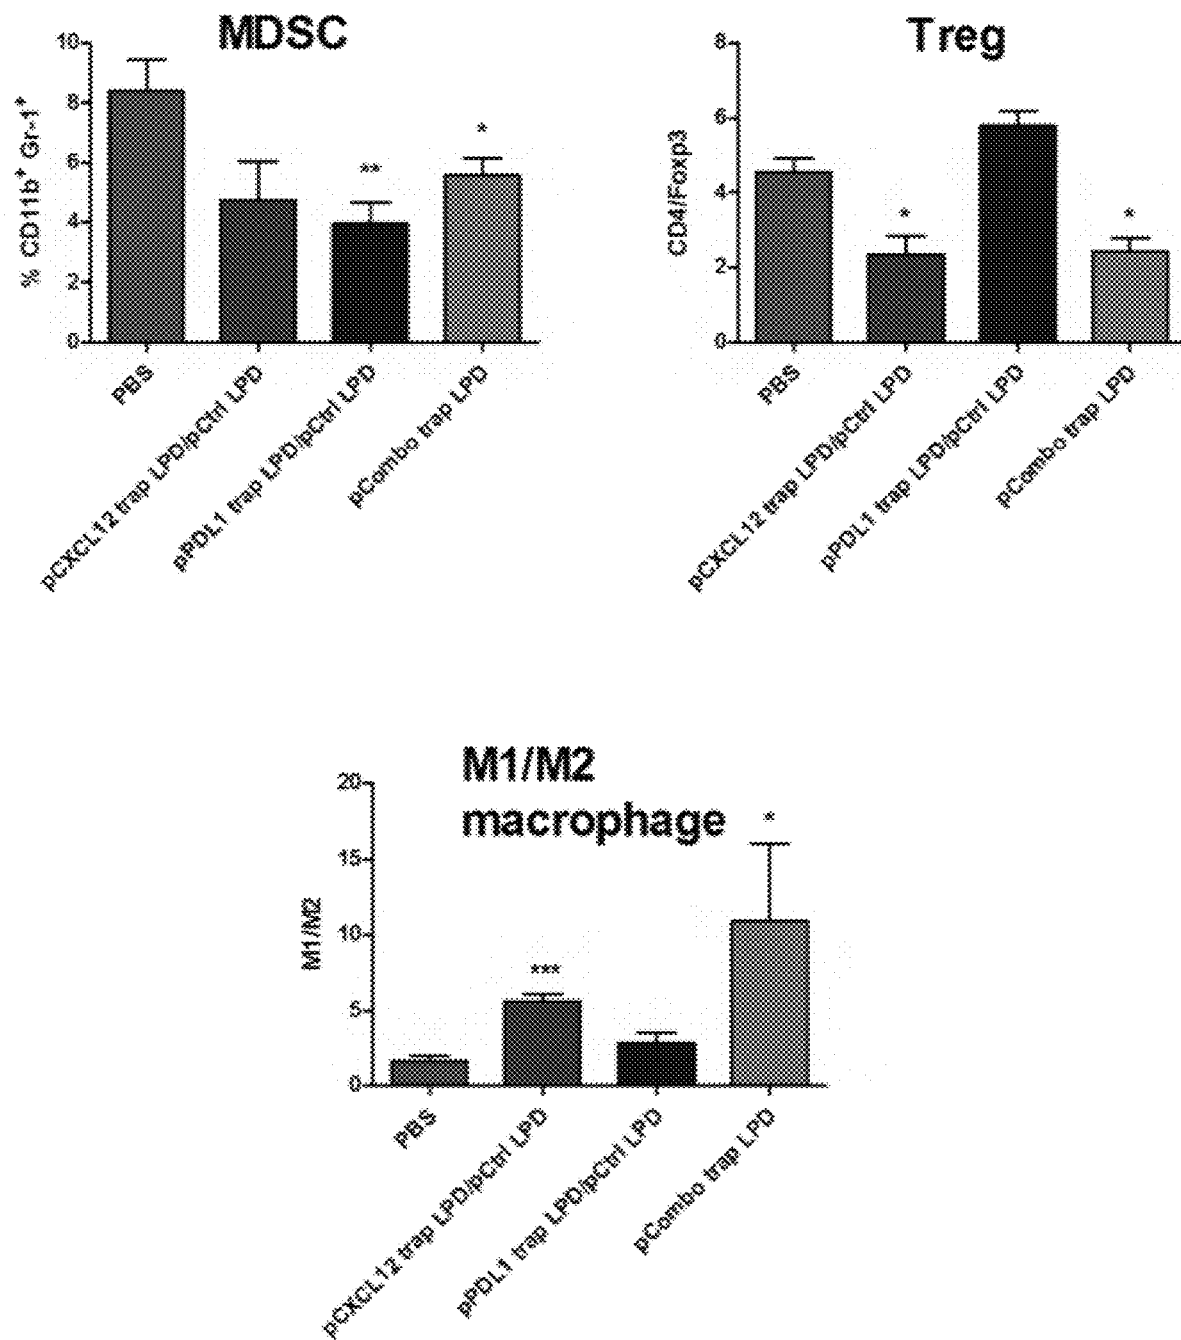 MDSC
% CD11b+ Gr-1+
10
8
6
4
2
0
**
*
PBS
pCXCL12 trap LPD/pCtrl LPD
pPDL1 trap LPD/pCtrl LPD
pCombo trap LPD
Treg
CD4/Foxp3
8
6
4
2
0
*
*
PBS
pCXCL12 trap LPD/pCtrl LPD
pPDL1 trap LPD/pCtrl LPD
pCombo trap LPD
M1/M2
macrophage
M1/M2
20
15
10
5
0
***
*
PBS
pCXCL12 trap LPD/pCtrl LPD
pPDL1 trap LPD/pCtrl LPD
pCombo trap LPD